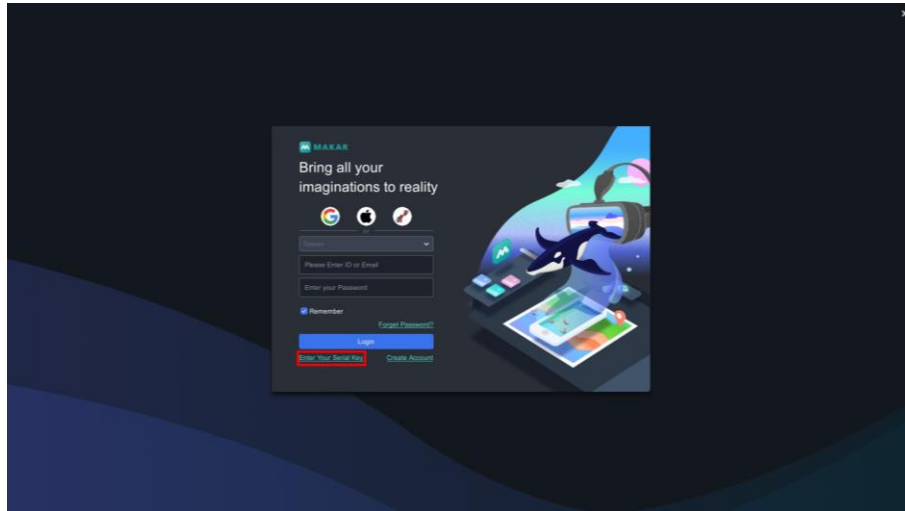 MAKAR
Bring all your
imaginations to reality
Please Enter ID or Email
Enter your Password
Remember
Forget Password?
Login
Enter Your Serial Key
Create Account